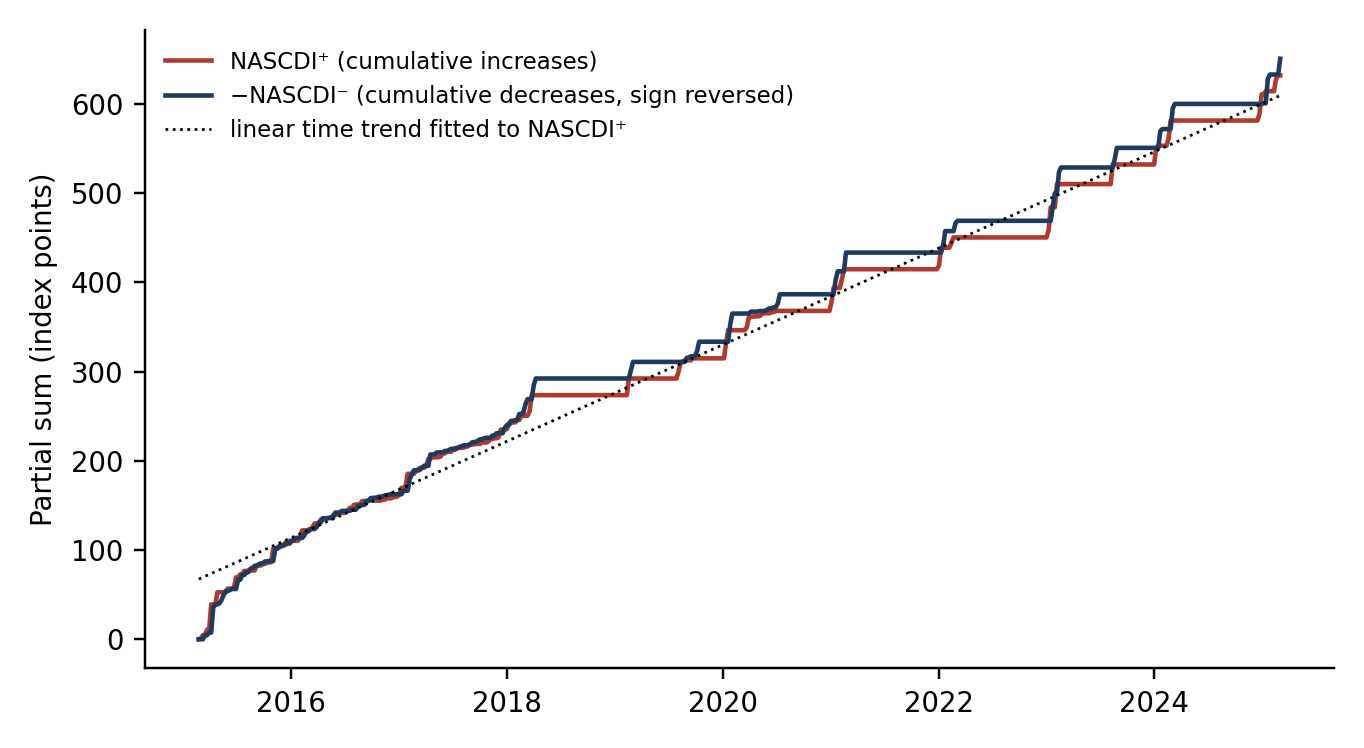 NASCDI⁺ (cumulative increases)
−NASCDI⁻ (cumulative decreases, sign reversed)
linear time trend fitted to NASCDI⁺
Partial sum (index points)
600
500
400
300
200
100
0
2016 2018 2020 2022 2024